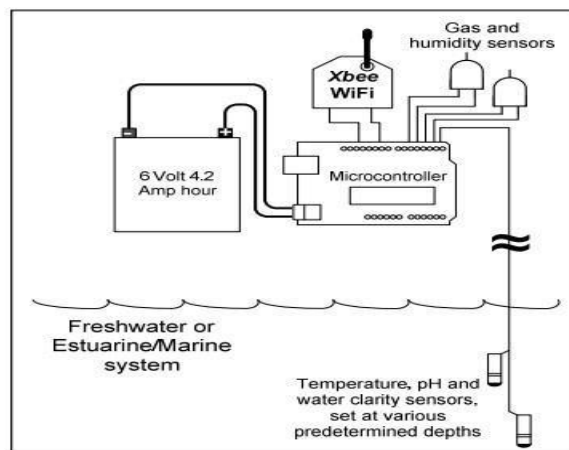 Gas and
humidity sensors
Xbee
WiFi
- +
6 Volt 4.2
Amp hour
Microcontroller
Freshwater or
Estuarine/Marine
system
Temperature, pH and
water clarity sensors,
set at various
predetermined depths